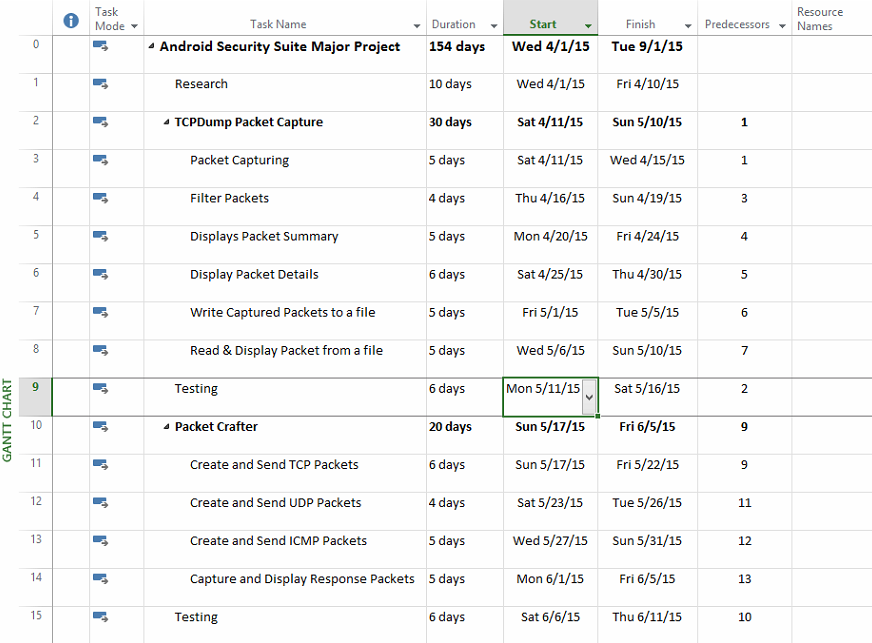 Task Mode Task Name Duration Start Finish Predecessors Resource Names
0 Android Security Suite Major Project 154 days Wed 4/1/15 Tue 9/1/15
1 Research 10 days Wed 4/1/15 Fri 4/10/15
2 TCPDump Packet Capture 30 days Sat 4/11/15 Sun 5/10/15 1
3 Packet Capturing 5 days Sat 4/11/15 Wed 4/15/15 1
4 Filter Packets 4 days Thu 4/16/15 Sun 4/19/15 3
5 Displays Packet Summary 5 days Mon 4/20/15 Fri 4/24/15 4
6 Display Packet Details 6 days Sat 4/25/15 Thu 4/30/15 5
7 Write Captured Packets to a file 5 days Fri 5/1/15 Tue 5/5/15 6
8 Read & Display Packet from a file 5 days Wed 5/6/15 Sun 5/10/15 7
9 Testing 6 days Mon 5/11/15 Sat 5/16/15 2
10 Packet Crafter 20 days Sun 5/17/15 Fri 6/5/15 9
11 Create and Send TCP Packets 6 days Sun 5/17/15 Fri 5/22/15 9
12 Create and Send UDP Packets 4 days Sat 5/23/15 Tue 5/26/15 11
13 Create and Send ICMP Packets 5 days Wed 5/27/15 Sun 5/31/15 12
14 Capture and Display Response Packets 5 days Mon 6/1/15 Fri 6/5/15 13
15 Testing 6 days Sat 6/6/15 Thu 6/11/15 10
GANTT CHART